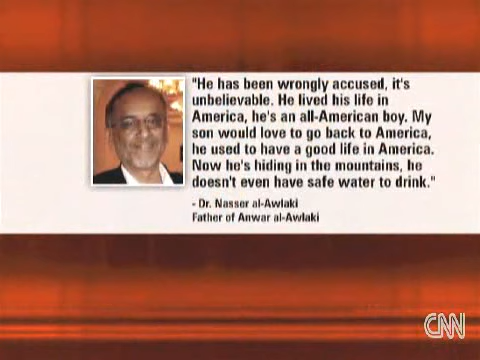 "He has been wrongly accused, it's
unbelievable. He lived his life in
America, he's an all-American boy. My
son would love to go back to America,
he used to have a good life in America.
Now he's hiding in the mountains, he
doesn't even have safe water to drink."
- Dr. Nasser al-Awlaki
Father of Anwar al-Awlaki
CNN